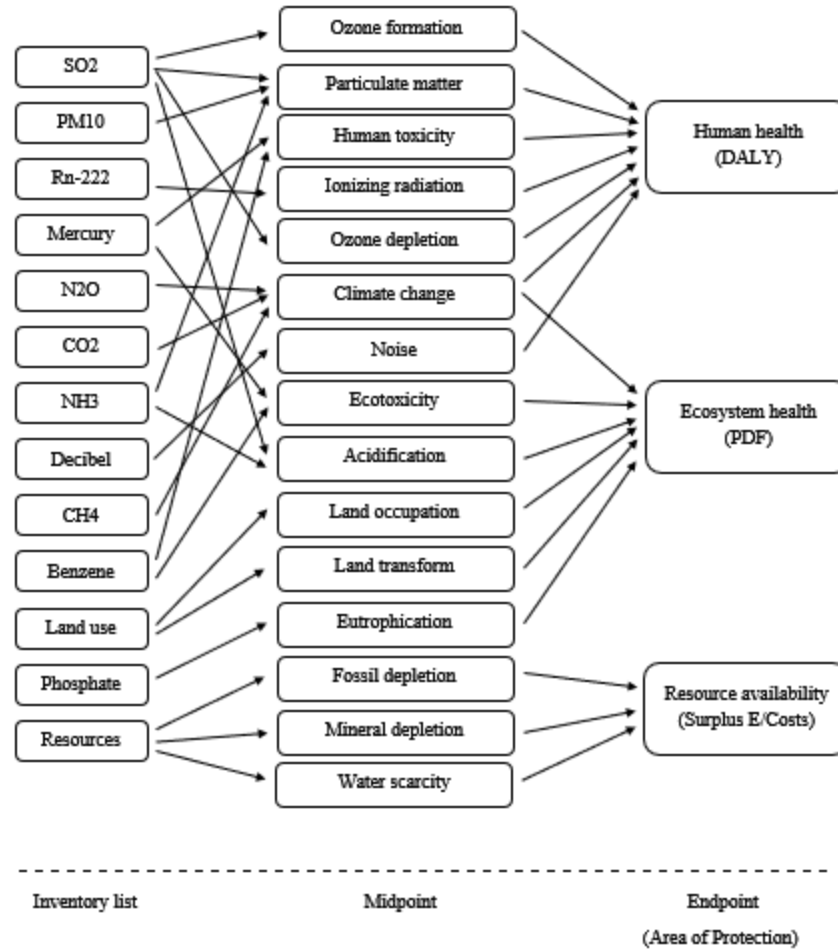 SO2
PM10
Rn-222
Mercury
N2O
CO2
NH3
Decibel
CH4
Benzene
Land use
Phosphate
Resources
Ozone formation
Particulate matter
Human toxicity
Ionizing radiation
Ozone depletion
Climate change
Noise
Ecotoxicity
Acidification
Land occupation
Land transform
Eutrophication
Fossil depletion
Mineral depletion
Water scarcity
Human health
(DALY)
Ecosystem health
(PDF)
Resource availability
(Surplus E/Costs)
Inventory list
Midpoint
Endpoint
(Area of Protection)